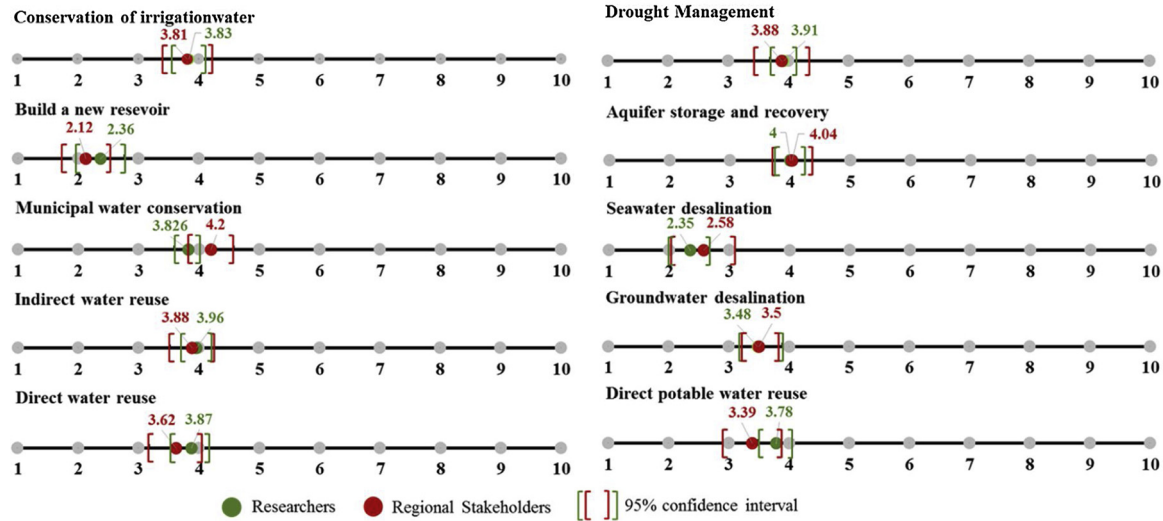 Conservation of irrigationwater
3.81 3.83
1 2 3 4 5 6 7 8 9 10
Build a new resevoir
2.12 2.36
1 2 3 4 5 6 7 8 9 10
Municipal water conservation
3.826 4.2
1 2 3 4 5 6 7 8 9 10
Indirect water reuse
3.88 3.96
1 2 3 4 5 6 7 8 9 10
Direct water reuse
3.62 3.87
1 2 3 4 5 6 7 8 9 10
Drought Management
3.88 3.91
1 2 3 4 5 6 7 8 9 10
Aquifer storage and recovery
4 4.04
1 2 3 4 5 6 7 8 9 10
Seawater desalination
2.35 2.58
1 2 3 4 5 6 7 8 9 10
Groundwater desalination
3.48 3.5
1 2 3 4 5 6 7 8 9 10
Direct potable water reuse
3.39 3.78
1 2 3 4 5 6 7 8 9 10
Researchers Regional Stakeholders [[ ]] 95% confidence interval